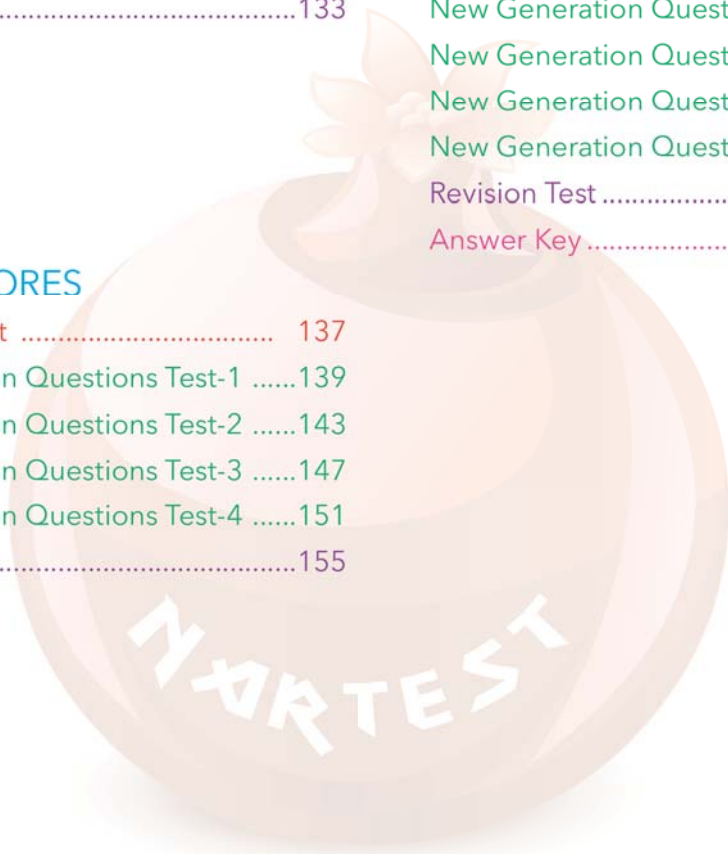 .......................................133
ORES
t .................................. 137
n Questions Test-1 ......139
n Questions Test-2 ......143
n Questions Test-3 ......147
n Questions Test-4 ......151
.......................................155
New Generation Quest
New Generation Quest
New Generation Quest
New Generation Quest
Revision Test .................
Answer Key ...................
NARTEST